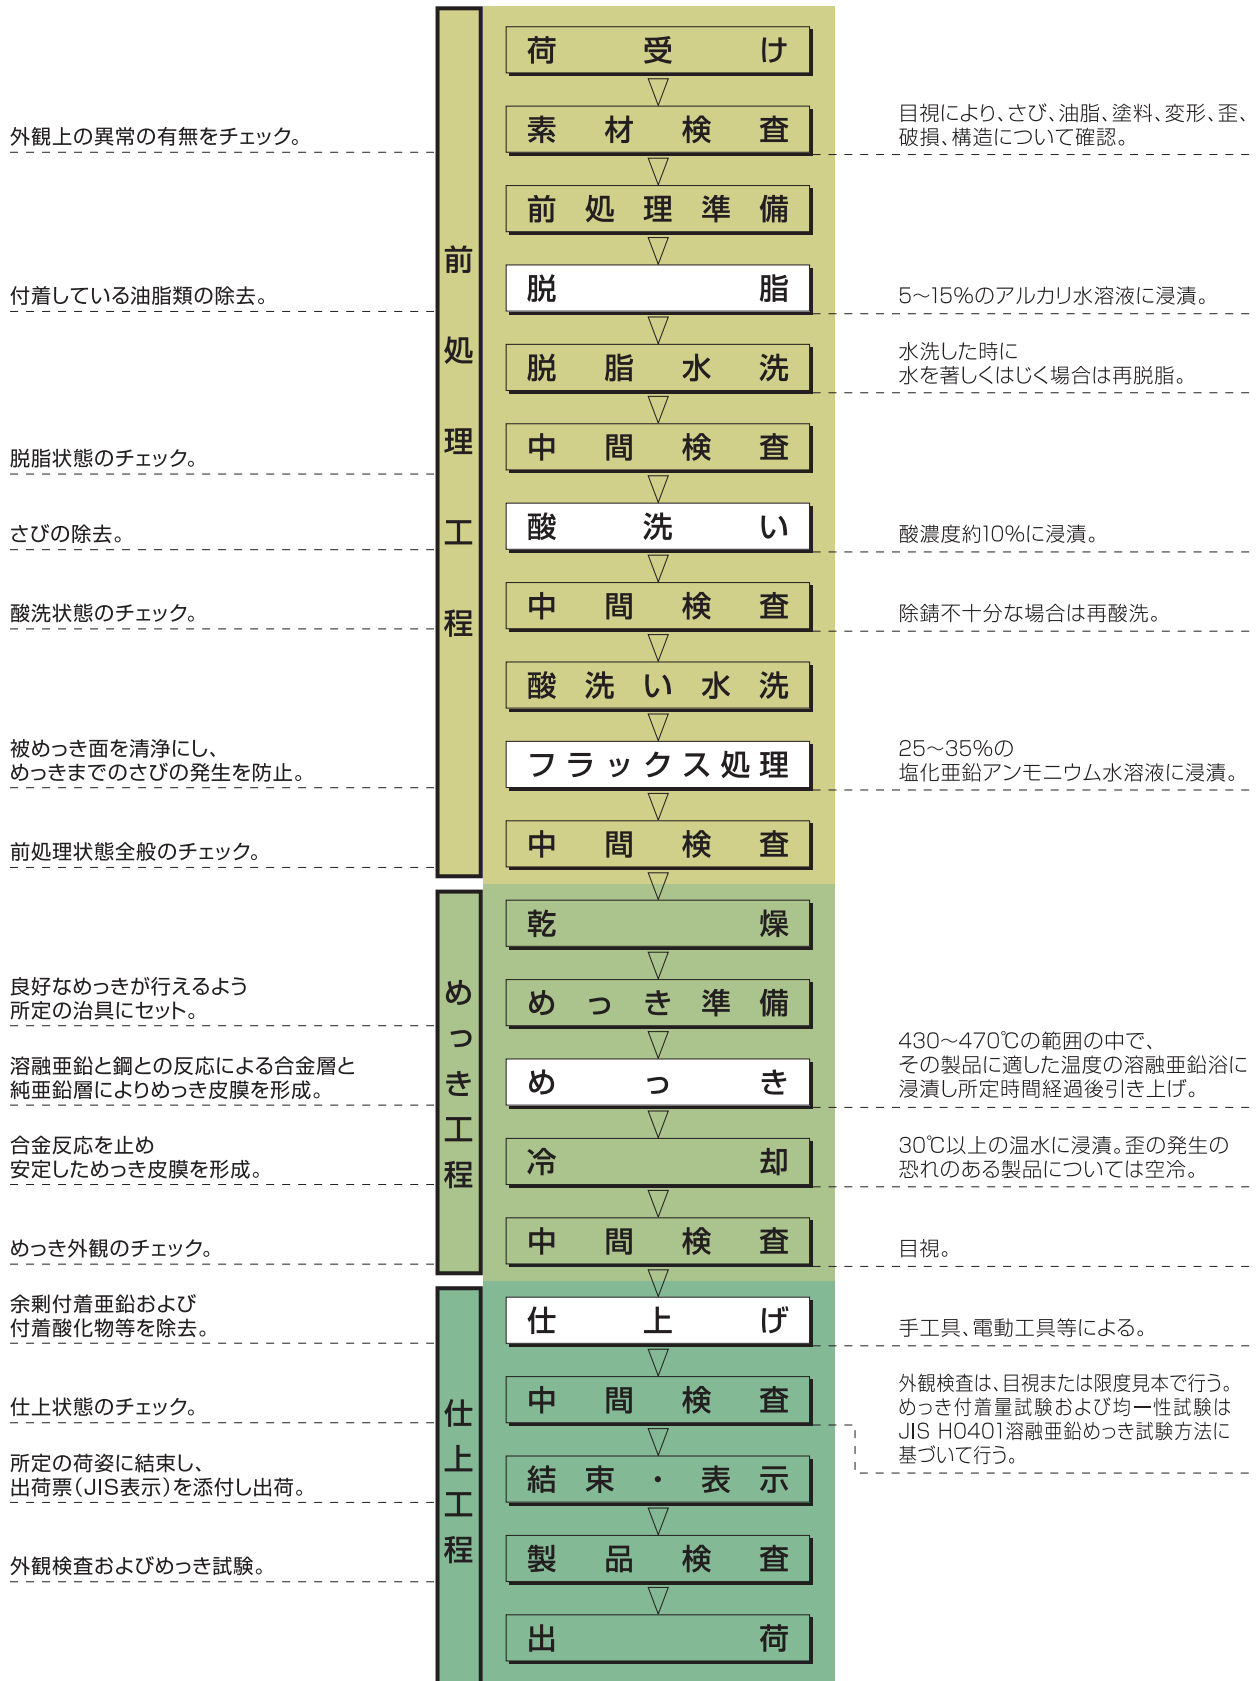 前処理工程
荷受け
外観上の異常の有無をチェック。
素材検査
目視により、さび、油脂、塗料、変形、歪、
破損、構造について確認。
前処理準備
付着している油脂類の除去。
脱脂
5～15%のアルカリ水溶液に浸漬。
脱脂水洗
水洗した時に
水を著しくはじく場合は再脱脂。
脱脂状態のチェック。
中間検査
さびの除去。
酸洗い
酸濃度約10%に浸漬。
酸洗状態のチェック。
中間検査
除錆不十分な場合は再酸洗。
酸洗い水洗
被めっき面を清浄にし、
めっきまでのさびの発生を防止。
フラックス処理
25～35%の
塩化亜鉛アンモニウム水溶液に浸漬。
前処理状態全般のチェック。
中間検査
めっき工程
乾燥
良好なめっきが行えるよう
所定の治具にセット。
めっき準備
溶融亜鉛と鋼との反応による合金層と
純亜鉛層によりめっき皮膜を形成。
めっき
430～470℃の範囲の中で、
その製品に適した温度の溶融亜鉛浴に
浸漬し所定時間経過後引き上げ。
合金反応を止め
安定しためっき皮膜を形成。
冷却
30℃以上の温水に浸漬。歪の発生の
恐れのある製品については空冷。
めっき外観のチェック。
中間検査
目視。
仕上工程
余剰付着亜鉛および
付着酸化物等を除去。
仕上げ
手工具、電動工具等による。
仕上状態のチェック。
中間検査
外観検査は、目視または限度見本で行う。
めっき付着量試験および均一性試験は
JIS H0401溶融亜鉛めっき試験方法に
基づいて行う。
所定の荷姿に結束し、
出荷票(JIS表示)を添付し出荷。
結束・表示
外観検査およびめっき試験。
製品検査
出荷